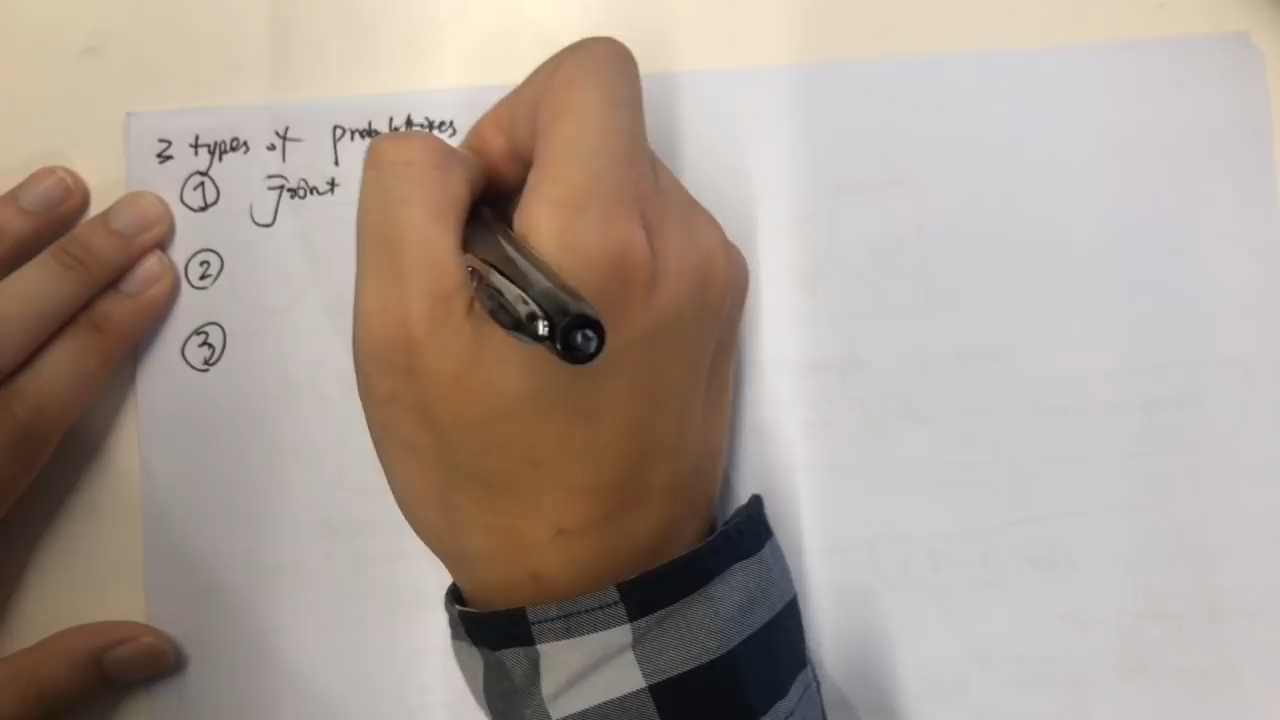 3 types of probabilities
① Joint
②
③